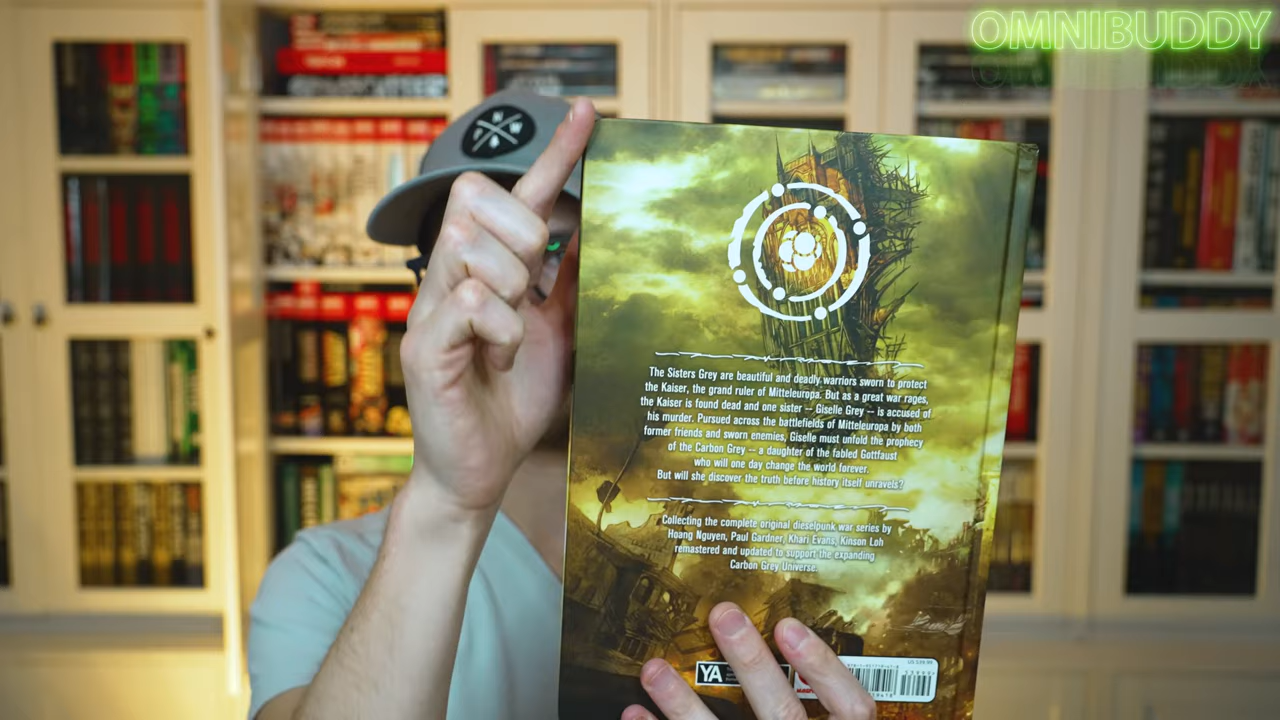 OMNIBUDDY
The Sisters Grey are beautiful and deadly warriors sworn to protect
the Kaiser, the grand ruler of Mitteleuropa. But as a great war rages,
the Kaiser is found dead and one sister -- Giselle Grey -- is accused of
his murder. Pursued across the battlefields of Mitteleuropa by both
former friends and sworn enemies, Giselle must unfold the prophecy
of the Carbon Grey -- a daughter of the fabled Gottfaust
who will one day change the world forever.
But will she discover the truth before history itself unravels?
Collecting the complete original dieselpunk war series by
Hoang Nguyen, Paul Gardner, Khari Evans, Kinson Loh
remastered and updated to support the expanding
Carbon Grey Universe.
YA
US $39.99